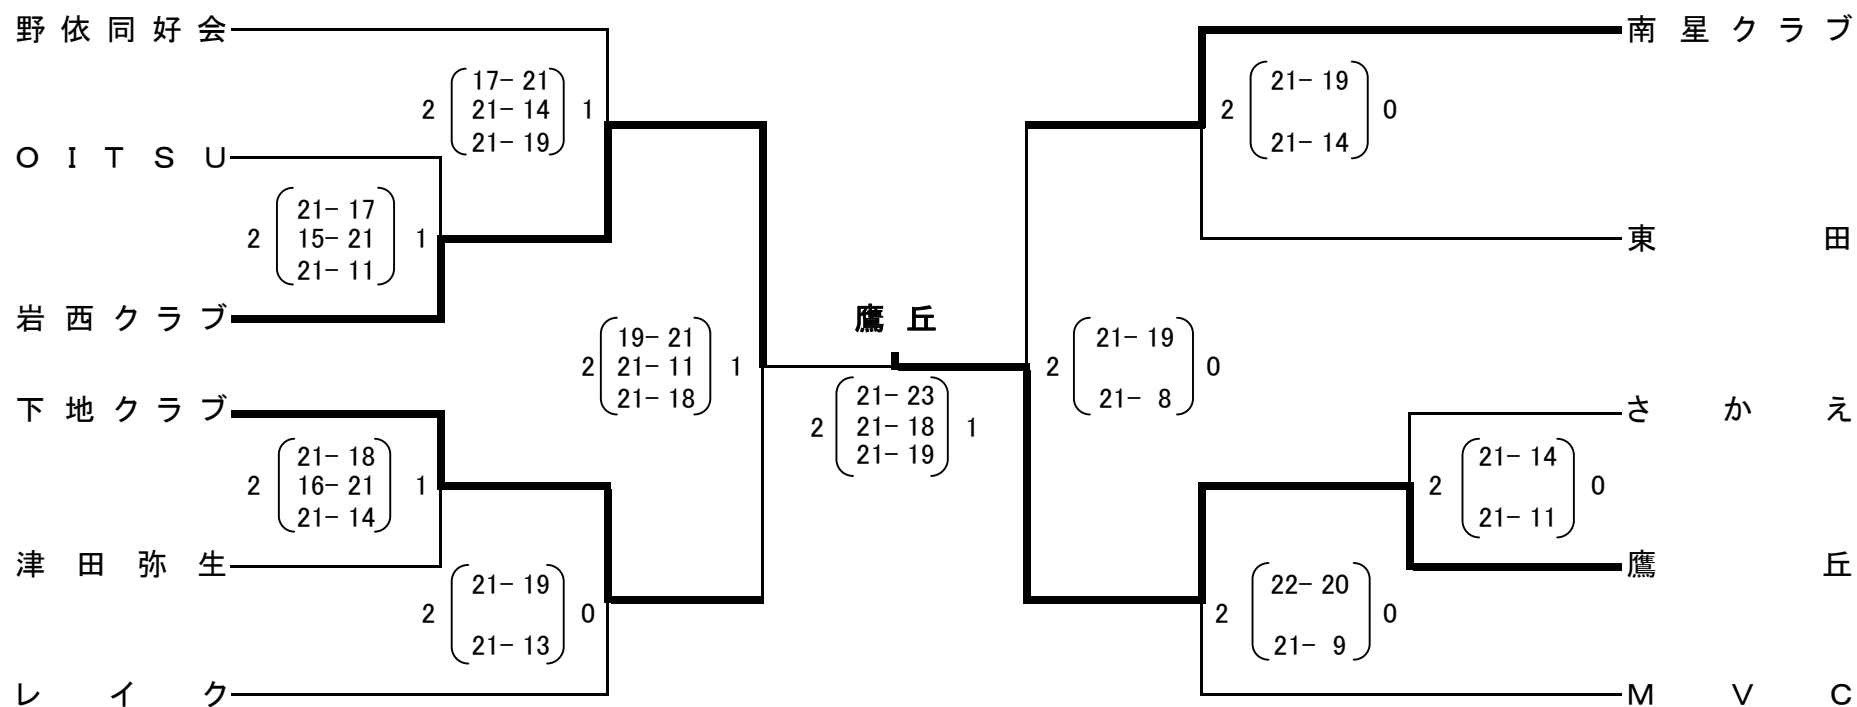 野依同好会
南星クラブ
2 17-21 1
21-14
21-19
2 21-19 0
21-14
OITSU
2 21-17 1
15-21
21-11
東田
岩西クラブ
鷹丘
2 19-21 1
21-11
21-18
2 21-19 0
21-8
2 21-23 1
21-18
21-19
下地クラブ
さかえ
2 21-18 1
16-21
21-14
2 21-14 0
21-11
津田弥生
鷹丘
2 21-19 0
21-13
2 22-20 0
21-9
レイク
MVC